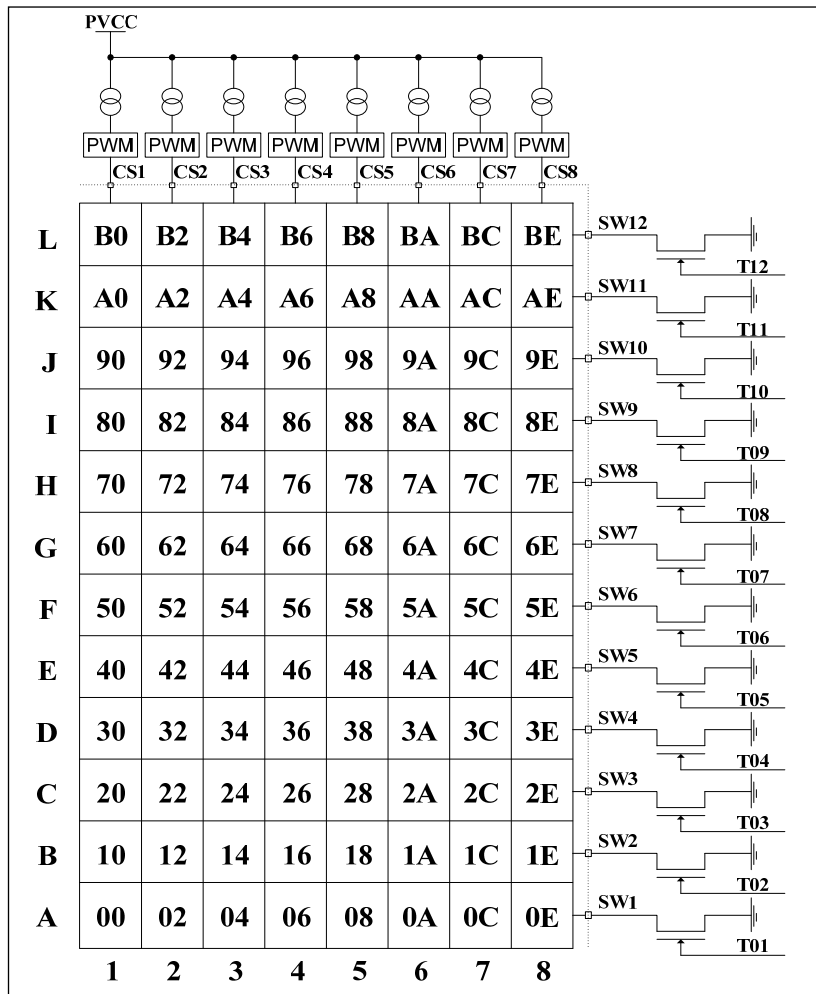 PVCC
PWM PWM PWM PWM PWM PWM PWM PWM
CS1 CS2 CS3 CS4 CS5 CS6 CS7 CS8
L B0 B2 B4 B6 B8 BA BC BE SW12
T12
K A0 A2 A4 A6 A8 AA AC AE SW11
T11
J 90 92 94 96 98 9A 9C 9E SW10
T10
I 80 82 84 86 88 8A 8C 8E SW9
T09
H 70 72 74 76 78 7A 7C 7E SW8
T08
G 60 62 64 66 68 6A 6C 6E SW7
T07
F 50 52 54 56 58 5A 5C 5E SW6
T06
E 40 42 44 46 48 4A 4C 4E SW5
T05
D 30 32 34 36 38 3A 3C 3E SW4
T04
C 20 22 24 26 28 2A 2C 2E SW3
T03
B 10 12 14 16 18 1A 1C 1E SW2
T02
A 00 02 04 06 08 0A 0C 0E SW1
T01
1 2 3 4 5 6 7 8